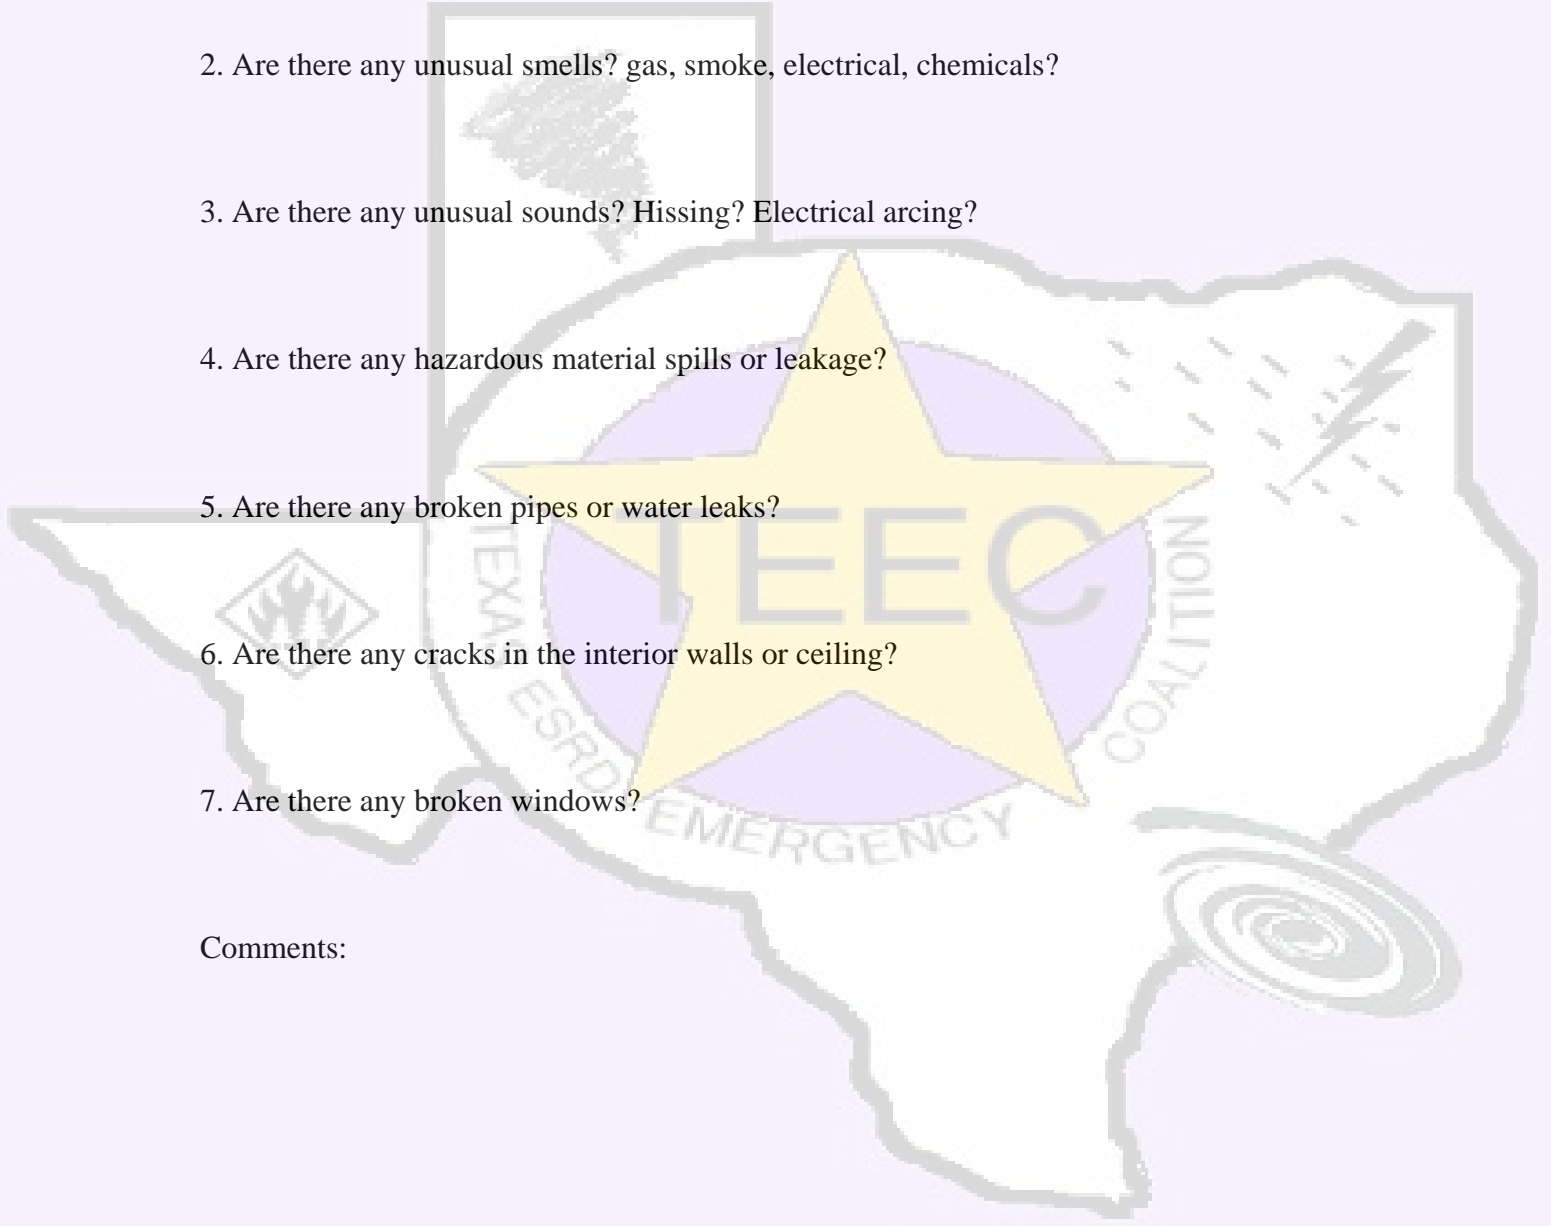 2. Are there any unusual smells? gas, smoke, electrical, chemicals?
3. Are there any unusual sounds? Hissing? Electrical arcing?
4. Are there any hazardous material spills or leakage?
5. Are there any broken pipes or water leaks?
TEEC
TEXAS ESRD EMERGENCY COALITION
6. Are there any cracks in the interior walls or ceiling?
7. Are there any broken windows?
Comments: